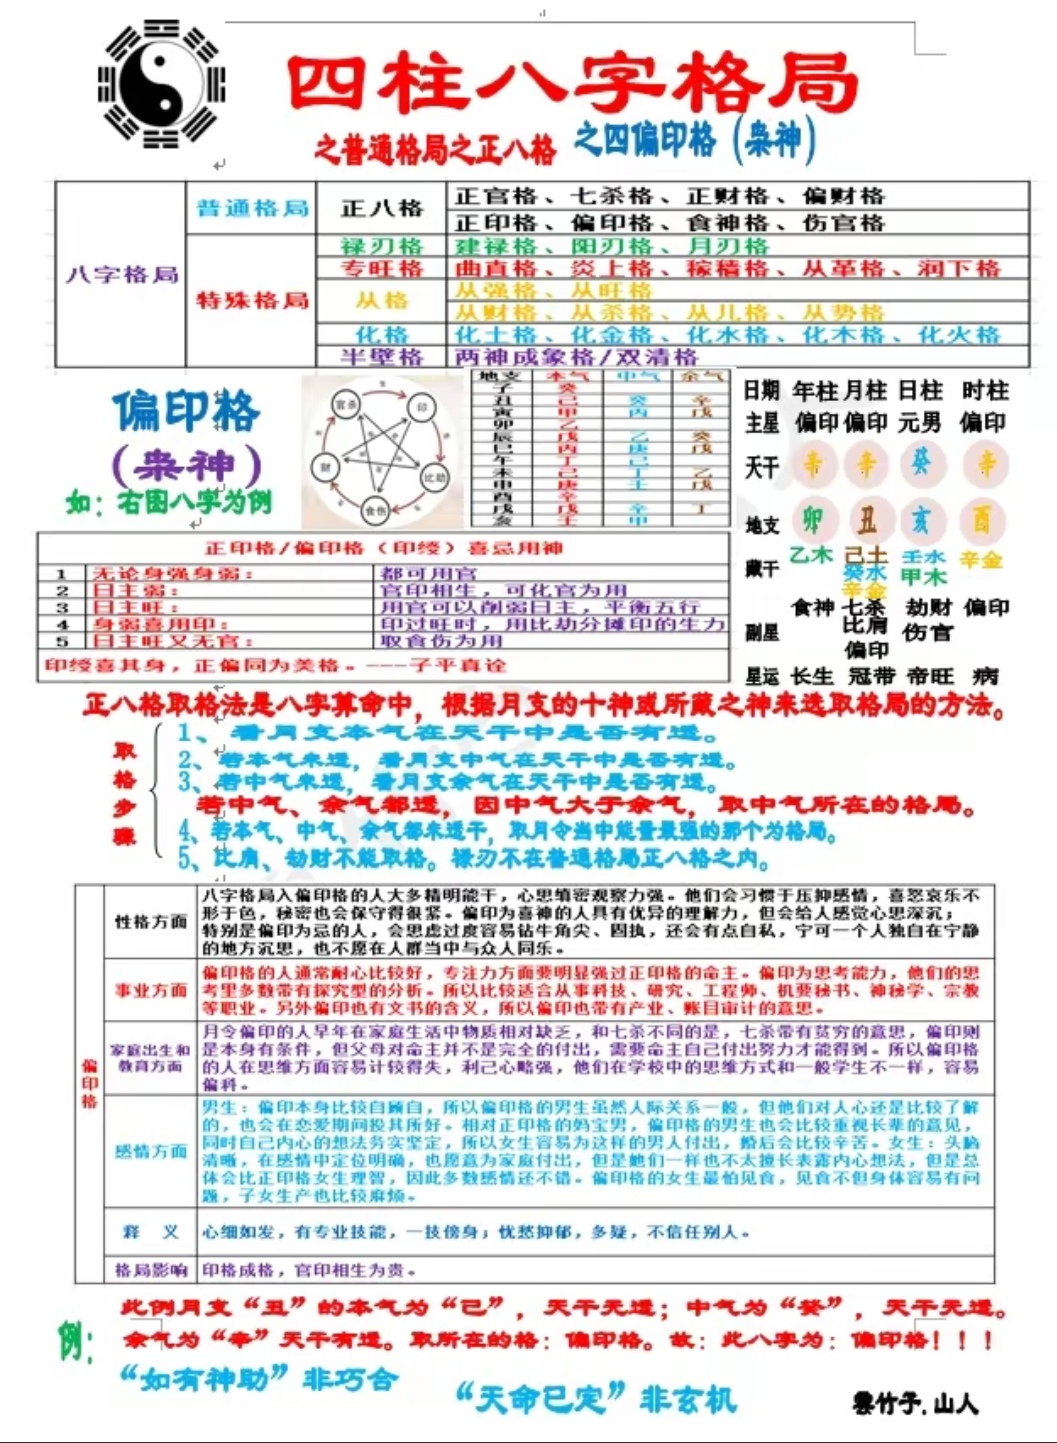 四柱八字格局
之普通格局之正八格 之四偏印格（枭神）
八字格局
普通格局
正八格
正官格、七杀格、正财格、偏财格
正印格、偏印格、食神格、伤官格
特殊格局
禄刃格
建禄格、阳刃格、月刃格
专旺格
曲直格、炎上格、稼穑格、从革格、润下格
从格
从强格、从旺格
从财格、从杀格、从儿格、从势格
化格
化土格、化金格、化水格、化木格、化火格
半壁格
两神成象格/双清格
偏印格
（枭神）
如：右图八字为例
官杀
印
比助
食伤
财
地支 本气 中气 余气
子 癸
丑 己 癸 辛
寅 甲 丙 戊
卯 乙
辰 戊 乙 癸
巳 丙 庚 戊
午 丁 己
未 己 丁 乙
申 庚 壬 戊
酉 辛
戌 戊 辛 丁
亥 壬 甲
日期 年柱 月柱 日柱 时柱
主星 偏印 偏印 元男 偏印
天干 辛 辛 癸 辛
地支 卯 丑 亥 酉
藏干 乙木 己土 壬水 辛金
癸水 甲木
辛金
副星 食神 七杀 劫财 偏印
比肩 伤官
偏印
星运 长生 冠带 帝旺 病
正印格/偏印格（印绶）喜忌用神
1 无论身强身弱： 都可用官
2 日主弱： 官印相生，可化官为用
3 日主旺： 用官可以削弱日主，平衡五行
4 身弱喜用印： 印过旺时，用比劫分摊印的生力
5 日主旺又无官： 取食伤为用
印绶喜其身，正偏同为美格。---子平真诠
正八格取格法是八字算命中，根据月支的十神或所藏之神来选取格局的方法。
取格步骤
1、看月支本气在天干中是否有透。
2、若本气未透，看月支中气在天干中是否有透。
3、若中气未透，看月支余气在天干中是否有透。
若中气、余气都透，因中气大于余气，取中气所在的格局。
4、若本气、中气、余气都未透干，取月令当中能量最强的那个为格局。
5、比肩、劫财不能取格。禄刃不在普通格局正八格之内。
偏印格
性格方面
八字格局入偏印格的人大多精明能干，心思缜密观察力强。他们会习惯于压抑感情，喜怒哀乐不
形于色，秘密也会保守得很紧。偏印为喜神的人具有优异的理解力，但会给人感觉心思深沉；
特别是偏印为忌的人，会思虑过度容易钻牛角尖、固执，还会有点自私，宁可一个人独自在宁静
的地方沉思，也不愿在人群当中与众人同乐。
事业方面
偏印格的人通常耐心比较好，专注力方面要明显强过正印格的命主。偏印为思考能力，他们的思
考里多数带有探究型的分析。所以比较适合从事科技、研究、工程师、机要秘书、神秘学、宗教
等职业。另外偏印也有文书的含义，所以偏印也带有产业、账目审计的意思。
家庭出生和
教育方面
月令偏印的人早年在家庭生活中物质相对缺乏，和七杀不同的是，七杀带有贫穷的意思，偏印则
是本身有条件，但父母对命主并不是完全的付出，需要命主自己付出努力才能得到。所以偏印格
的人在思维方面容易计较得失，利己心略强，他们在学校中的思维方式和一般学生不一样，容易
偏科。
感情方面
男生：偏印本身比较自顾自，所以偏印格的男生虽然人际关系一般，但他们对人心还是比较了解
的，也会在恋爱期间投其所好。相对正印格的妈宝男，偏印格的男生也会比较重视长辈的意见，
同时自己内心的想法务实坚定，所以女生容易为这样的男人付出，婚后会比较辛苦。女生：头脑
清晰，在感情中定位明确，也愿意为家庭付出，但是她们一样也不太擅长表露内心想法，但是总
体会比正印格女生理智，因此多数感情还不错。偏印格的女生最怕见食，见食不但身体容易有问
题，子女生产也比较麻烦。
释 义
心细如发，有专业技能，一技傍身；忧愁抑郁，多疑，不信任别人。
格局影响
印格成格，官印相生为贵。
例：
此例月支“丑”的本气为“己”，天干无透；中气为“癸”，天干无透。
余气为“辛”天干有透。取所在的格：偏印格。故：此八字为：偏印格！！！
“如有神助”非巧合
“天命已定”非玄机
云竹子.山人